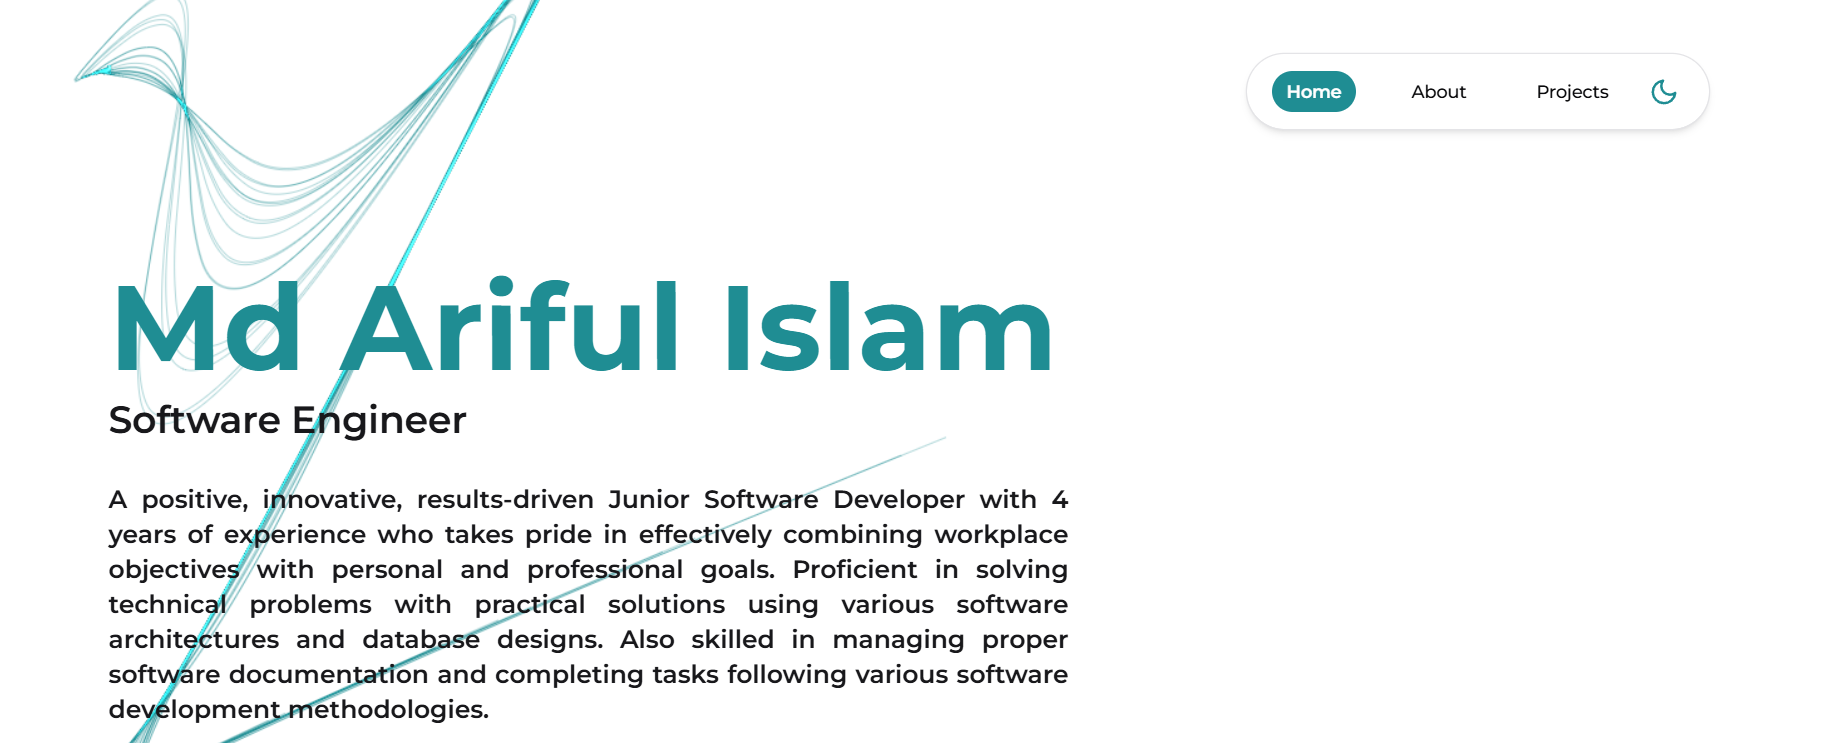 Home About Projects
Md Ariful Islam
Software Engineer
A positive, innovative, results-driven Junior Software Developer with 4
years of experience who takes pride in effectively combining workplace
objectives with personal and professional goals. Proficient in solving
technical problems with practical solutions using various software
architectures and database designs. Also skilled in managing proper
software documentation and completing tasks following various software
development methodologies.